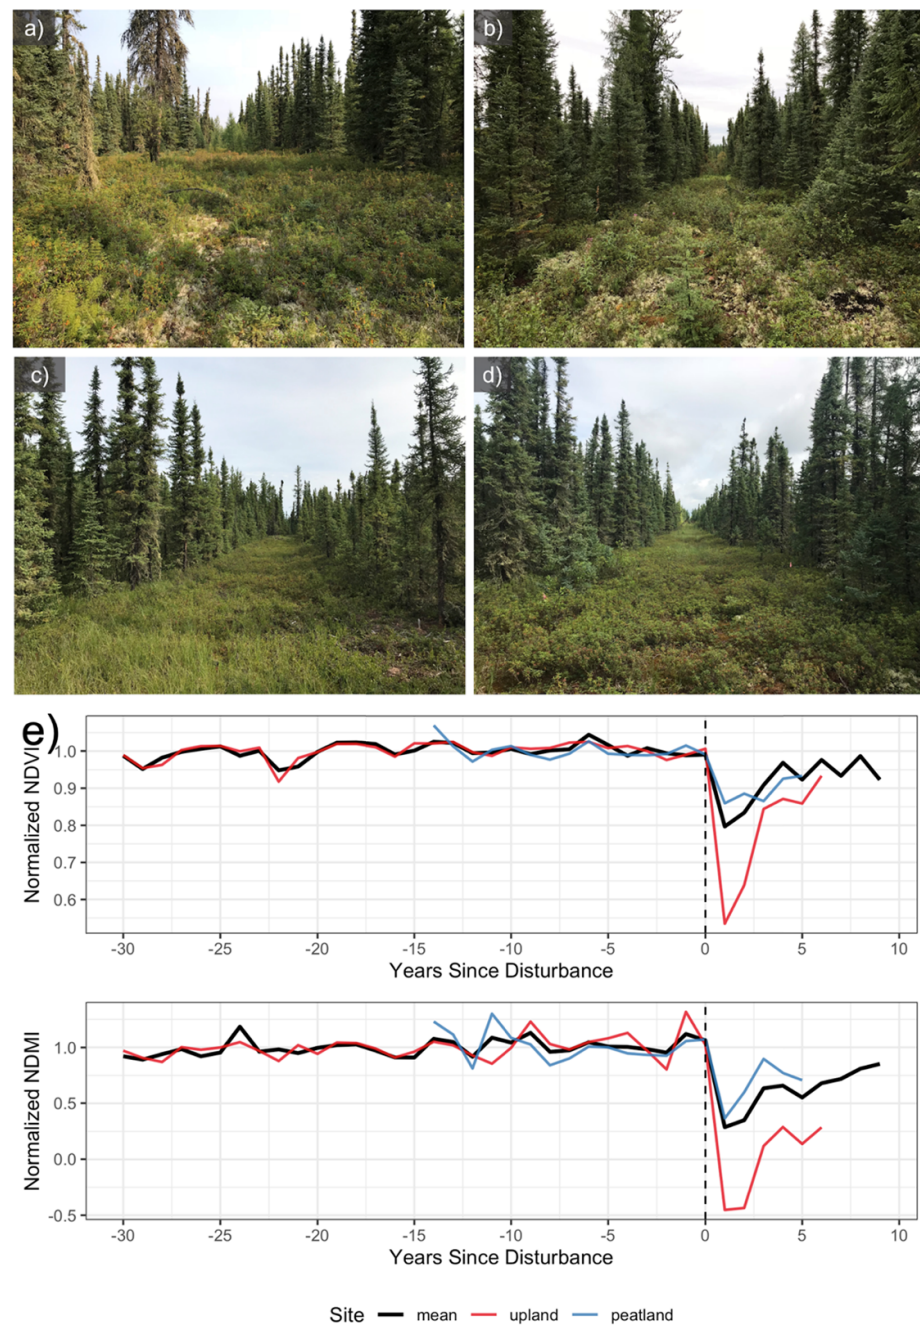 a)
b)
c)
d)
e)
Normalized NDVI
1.0
0.9
0.8
0.7
0.6
-30 -25 -20 -15 -10 -5 0 5 10
Years Since Disturbance
Normalized NDMI
1.0
0.5
0.0
-0.5
-30 -25 -20 -15 -10 -5 0 5 10
Years Since Disturbance
Site mean upland peatland